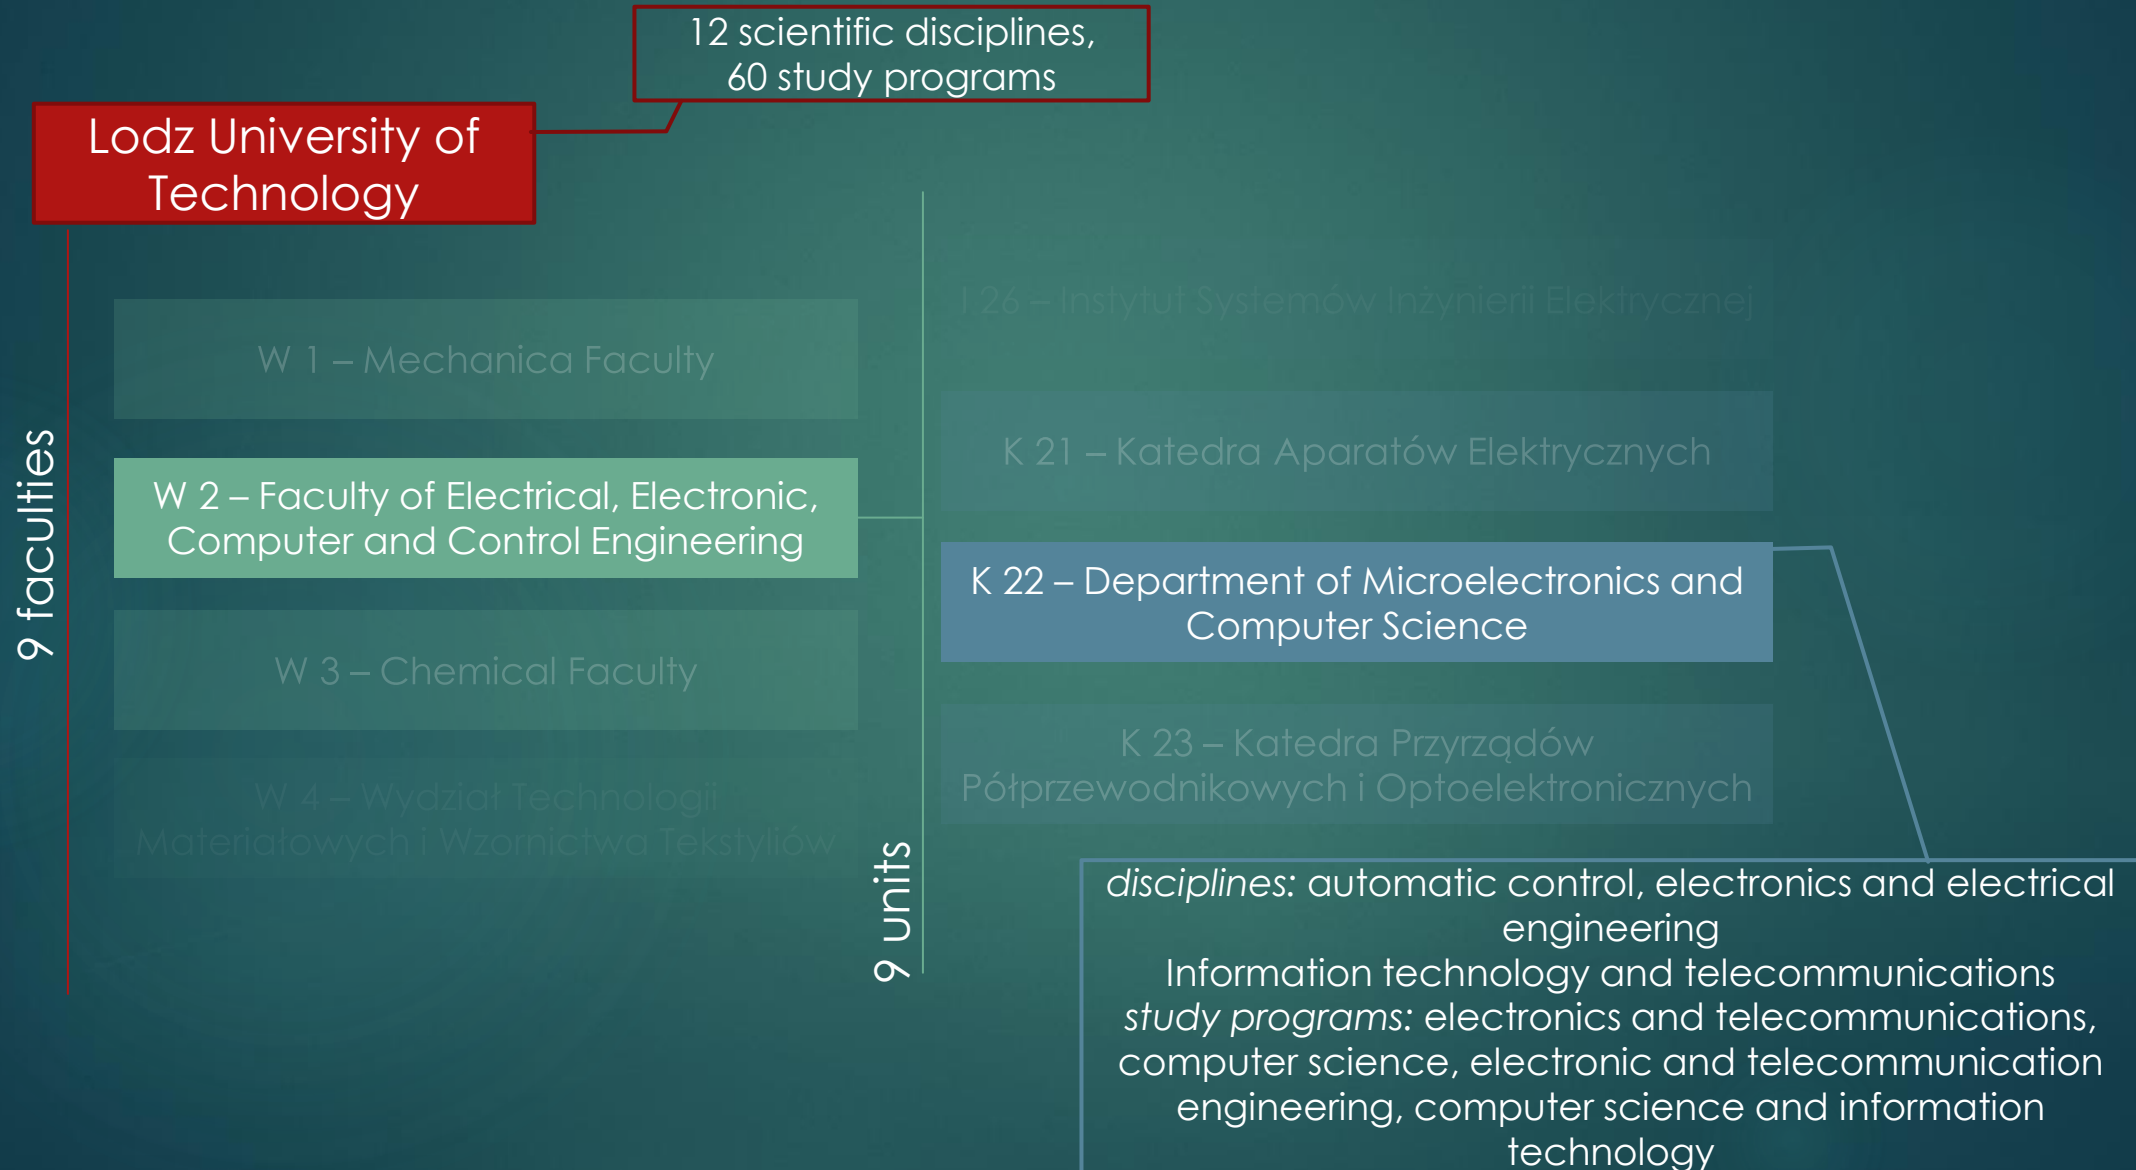 12 scientific disciplines,
60 study programs
Lodz University of
Technology
9 faculties
W 1 – Mechanica Faculty
W 2 – Faculty of Electrical, Electronic,
Computer and Control Engineering
W 3 – Chemical Faculty
W 4 – Wydział Technologii
Materiałowych i Wzornictwa Tekstyliów
9 units
I 26 – Instytut Systemów Inżynierii Elektrycznej
K 21 – Katedra Aparatów Elektrycznych
K 22 – Department of Microelectronics and
Computer Science
K 23 – Katedra Przyrządów
Półprzewodnikowych i Optoelektronicznych
disciplines: automatic control, electronics and electrical
engineering
Information technology and telecommunications
study programs: electronics and telecommunications,
computer science, electronic and telecommunication
engineering, computer science and information
technology